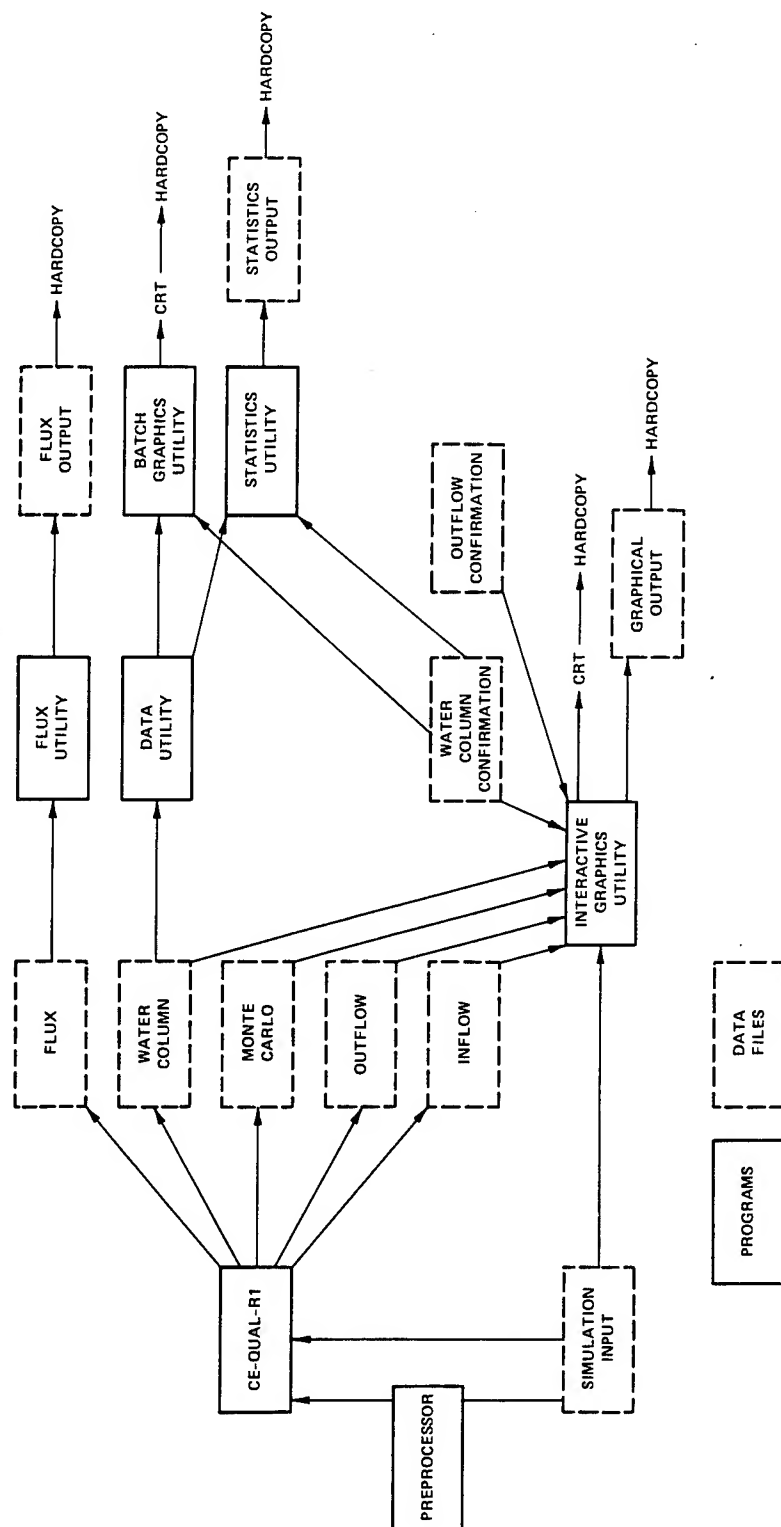 FLUX
FLUX
UTILITY
FLUX
OUTPUT
HARDCOPY
WATER
COLUMN
DATA
UTILITY
BATCH
GRAPHICS
UTILITY
CRT
HARDCOPY
CE-QUAL-R1
MONTE
CARLO
STATISTICS
UTILITY
STATISTICS
OUTPUT
HARDCOPY
OUTFLOW
INFLOW
WATER
COLUMN
CONFIRMATION
OUTFLOW
CONFIRMATION
PREPROCESSOR
SIMULATION
INPUT
INTERACTIVE
GRAPHICS
UTILITY
CRT
HARDCOPY
GRAPHICAL
OUTPUT
HARDCOPY
PROGRAMS
DATA
FILES